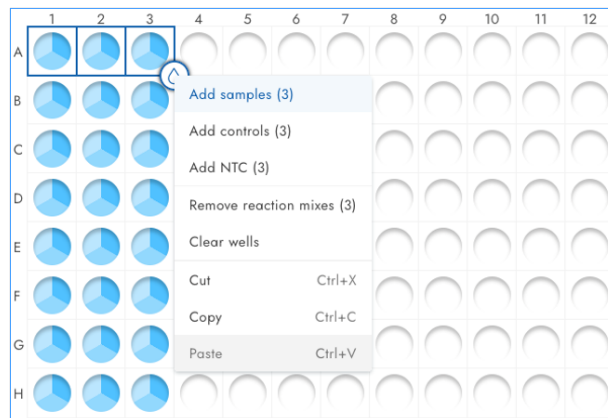 1 2 3 4 5 6 7 8 9 10 11 12
A
B
C
D
E
F
G
H
Add samples (3)
Add controls (3)
Add NTC (3)
Remove reaction mixes (3)
Clear wells
Cut Ctrl+X
Copy Ctrl+C
Paste Ctrl+V